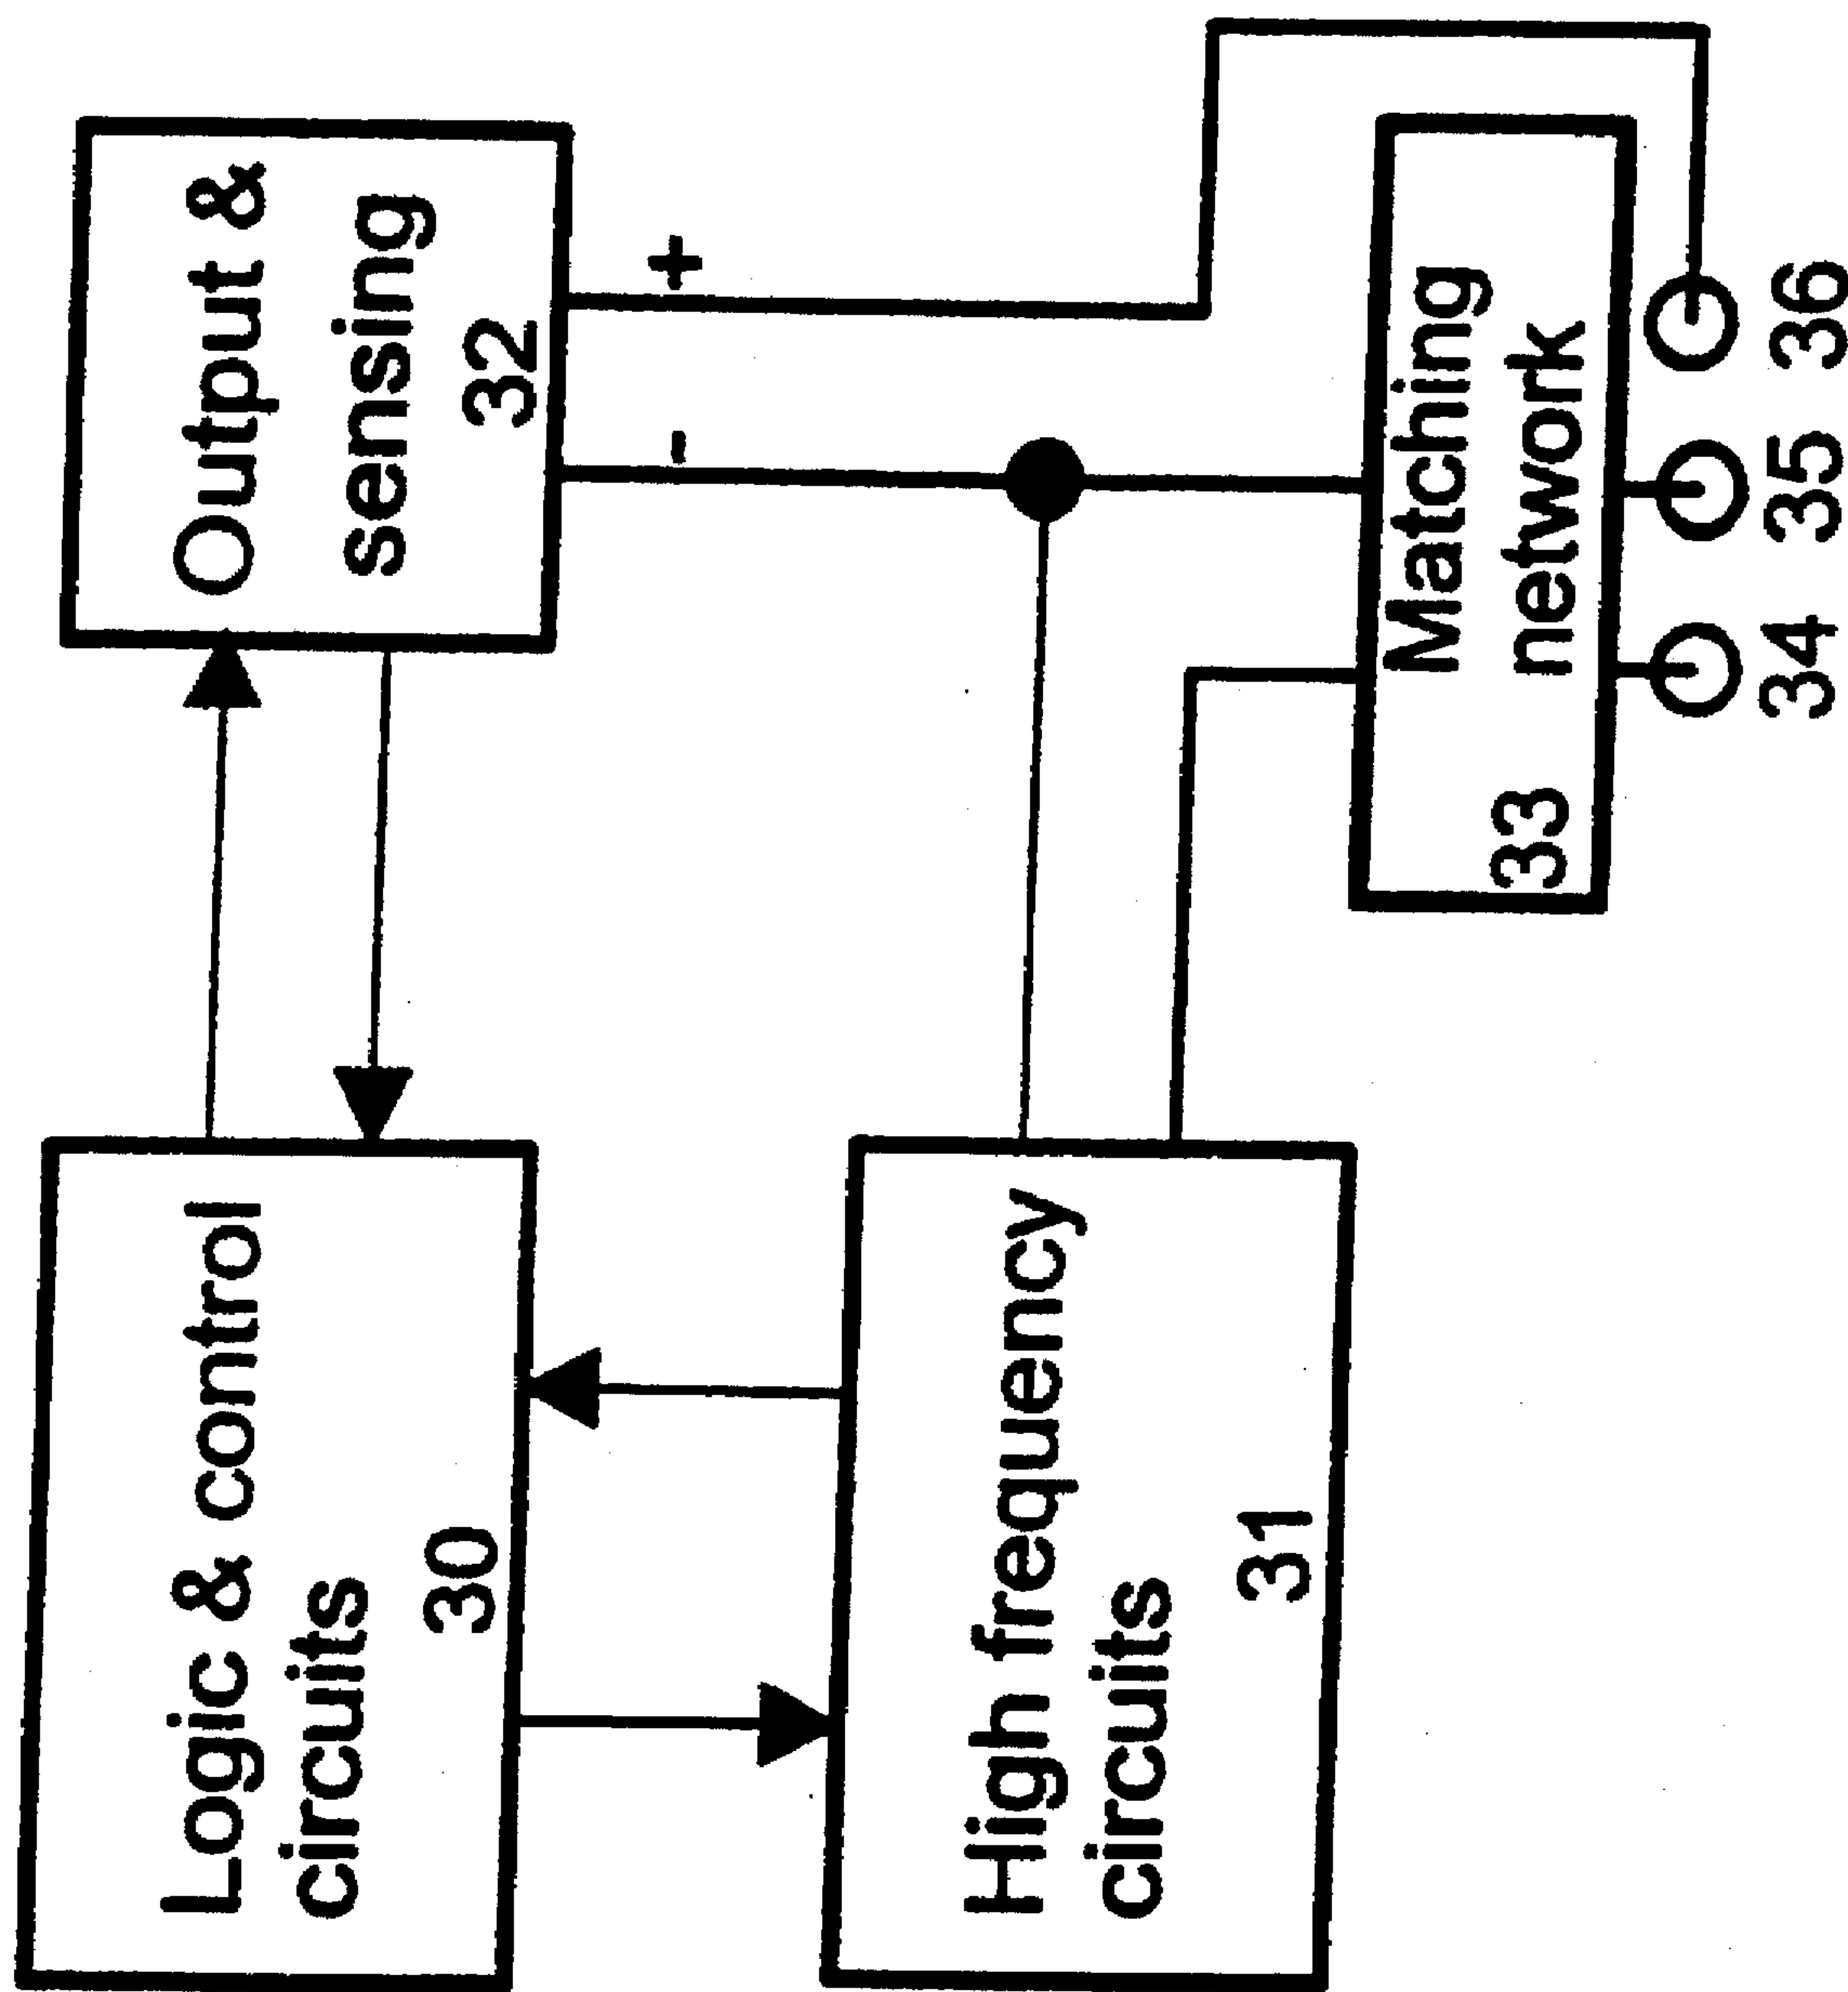 Logic & control
circuits
30
Output &
sensing
32
-
+
High frequency
circuits
31
Matching
network
33
34 35 36